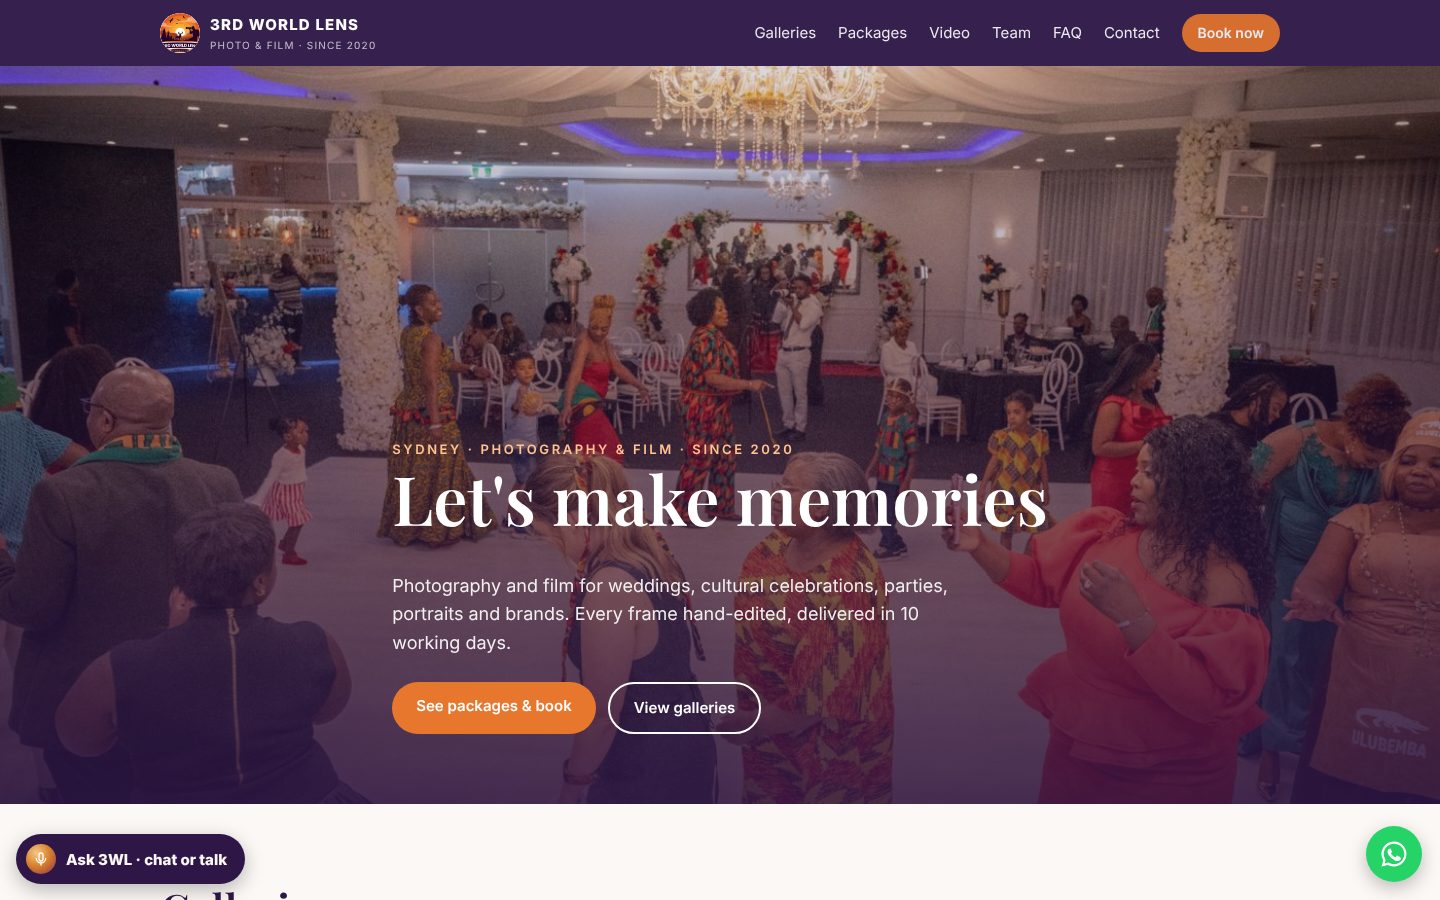 3RD WORLD LENS
PHOTO & FILM · SINCE 2020
Galleries
Packages
Video
Team
FAQ
Contact
Book now
SYDNEY · PHOTOGRAPHY & FILM · SINCE 2020
Let's make memories
Photography and film for weddings, cultural celebrations, parties,
portraits and brands. Every frame hand-edited, delivered in 10
working days.
See packages & book
View galleries
ULUBEMBA
Ask 3WL · chat or talk